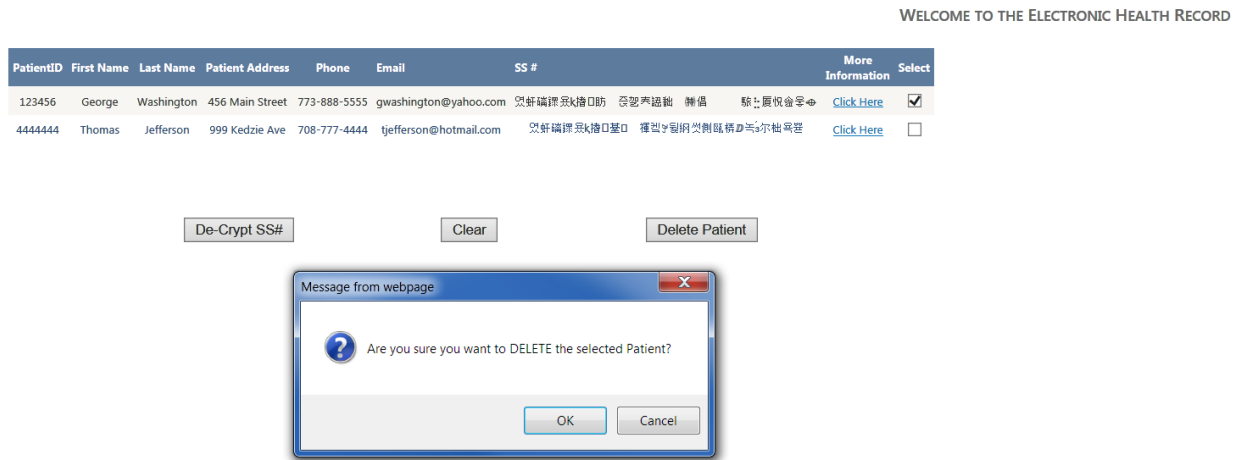 WELCOME TO THE ELECTRONIC HEALTH RECORD
PatientID First Name Last Name Patient Address Phone Email SS # More Information Select
123456 George Washington 456 Main Street 773-888-5555 gwashington@yahoo.com Click Here
4444444 Thomas Jefferson 999 Kedzie Ave 708-777-4444 tjefferson@hotmail.com Click Here
De-Crypt SS# Clear Delete Patient
Message from webpage
Are you sure you want to DELETE the selected Patient?
OK Cancel